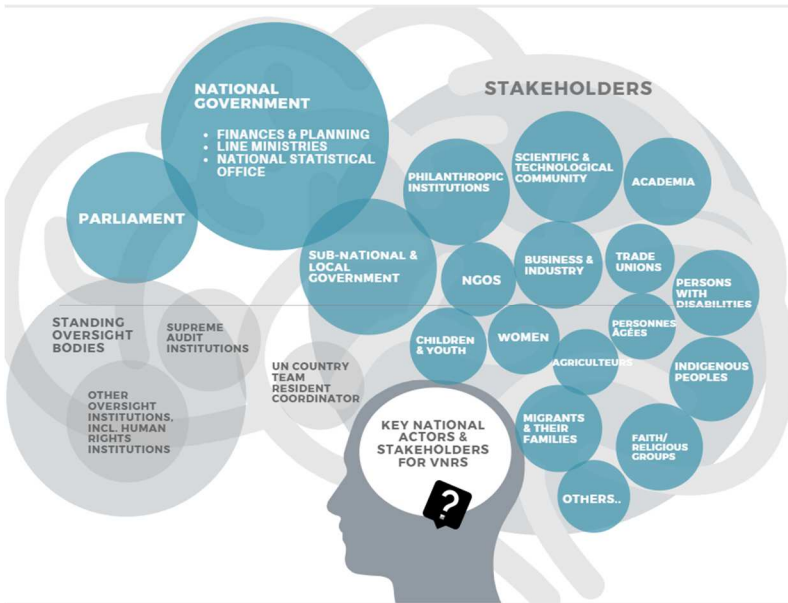 NATIONAL
GOVERNMENT
• FINANCES & PLANNING
• LINE MINISTRIES
• NATIONAL STATISTICAL
OFFICE
PARLIAMENT
SUB-NATIONAL &
LOCAL
GOVERNMENT
STANDING
OVERSIGHT
BODIES
SUPREME
AUDIT
INSTITUTIONS
OTHER
OVERSIGHT
INSTITUTIONS,
INCL. HUMAN
RIGHTS
INSTITUTIONS
UN COUNTRY
TEAM
RESIDENT
COORDINATOR
KEY NATIONAL
ACTORS &
STAKEHOLDERS
FOR VNRS
?
STAKEHOLDERS
PHILANTHROPIC
INSTITUTIONS
SCIENTIFIC &
TECHNOLOGICAL
COMMUNITY
ACADEMIA
NGOS
BUSINESS &
INDUSTRY
TRADE
UNIONS
PERSONS
WITH
DISABILITIES
CHILDREN
& YOUTH
WOMEN
PERSONNES
ÂGÉES
AGRICULTEURS
INDIGENOUS
PEOPLES
MIGRANTS
& THEIR
FAMILIES
FAITH/
RELIGIOUS
GROUPS
OTHERS..